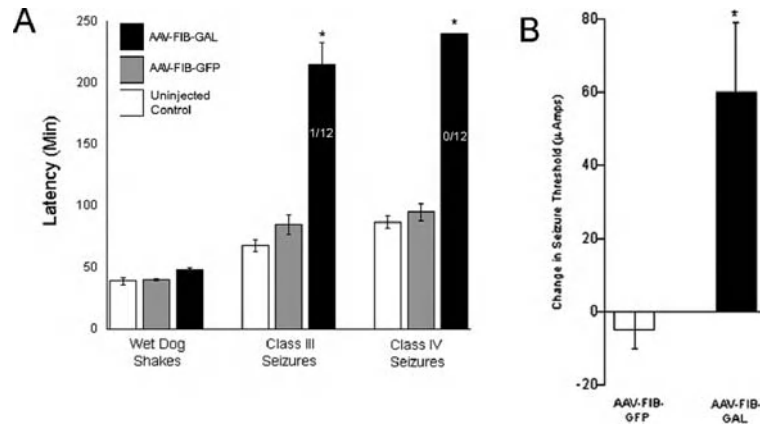 A
AAV-FIB-GAL
AAV-FIB-GFP
Uninjected
Control
Latency (Min)
250
200
150
100
50
0
*
*
1/12
0/12
Wet Dog
Shakes
Class III
Seizures
Class IV
Seizures
B
Change in Seizure Threshold (μAmps)
80
60
40
20
0
-20
*
AAV-FIB-
GFP
AAV-FIB-
GAL